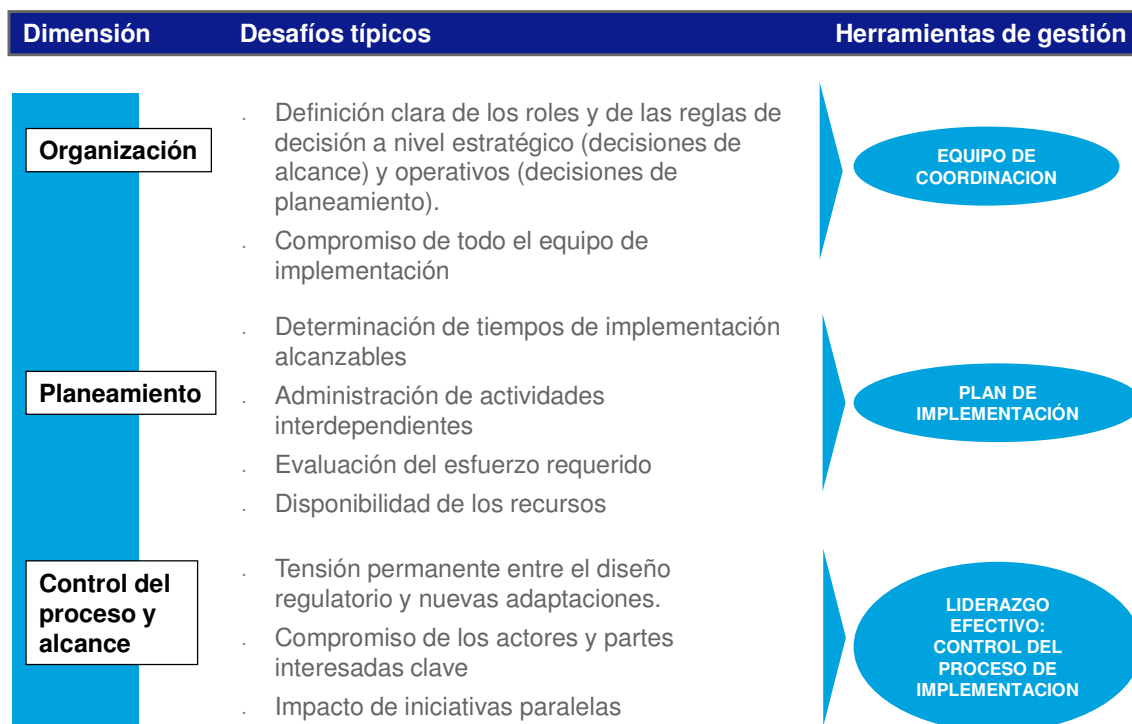 Dimensión Desafíos típicos Herramientas de gestión
Organización
. Definición clara de los roles y de las reglas de
decisión a nivel estratégico (decisiones de
alcance) y operativos (decisiones de
planeamiento).
. Compromiso de todo el equipo de
implementación
EQUIPO DE
COORDINACION
Planeamiento
. Determinación de tiempos de implementación
alcanzables
. Administración de actividades
interdependientes
. Evaluación del esfuerzo requerido
. Disponibilidad de los recursos
PLAN DE
IMPLEMENTACIÓN
Control del
proceso y
alcance
. Tensión permanente entre el diseño
regulatorio y nuevas adaptaciones.
. Compromiso de los actores y partes
interesadas clave
. Impacto de iniciativas paralelas
LIDERAZGO
EFECTIVO:
CONTROL DEL
PROCESO DE
IMPLEMENTACION